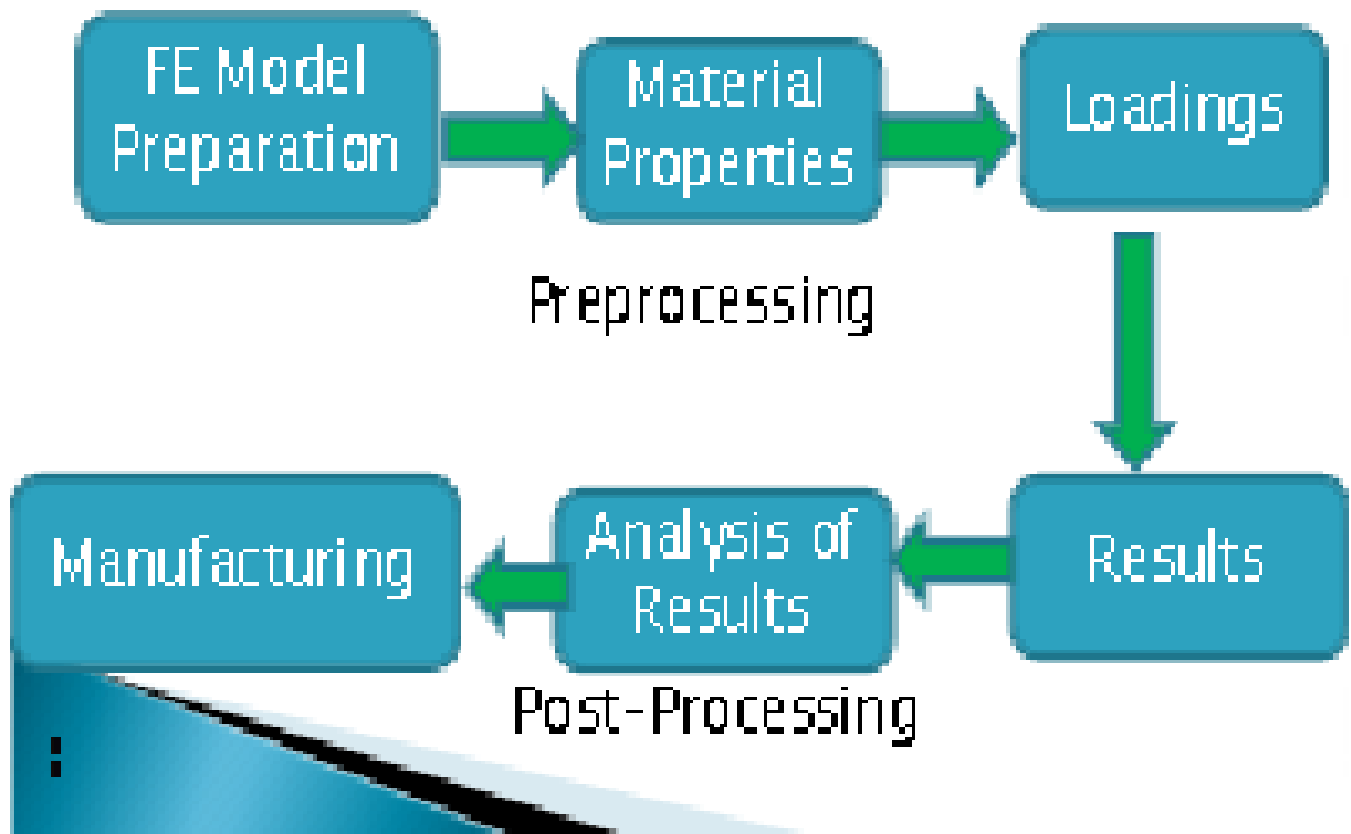 FE Model
Preparation
Material
Properties
Loadings
Preprocessing
Results
Analysis of
Results
Manufacturing
Post-Processing
: